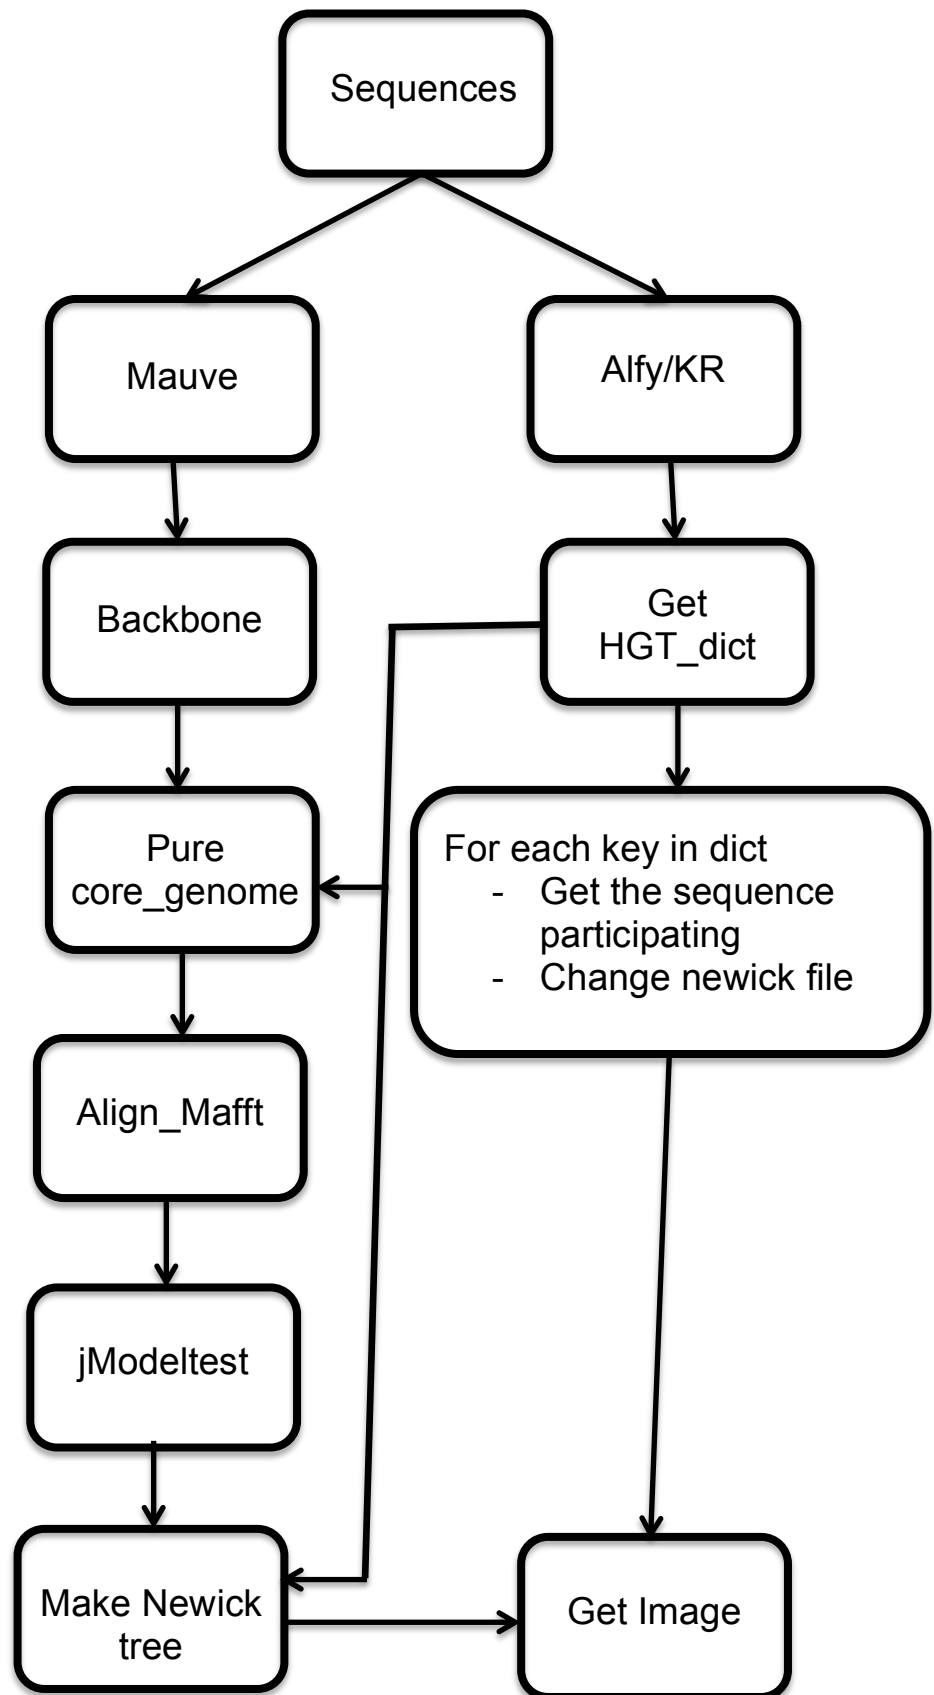 Sequences
Mauve
Alfy/KR
Backbone
Get
HGT_dict
Pure
core_genome
For each key in dict
- Get the sequence
participating
- Change newick file
Align_Mafft
jModeltest
Make Newick
tree
Get Image